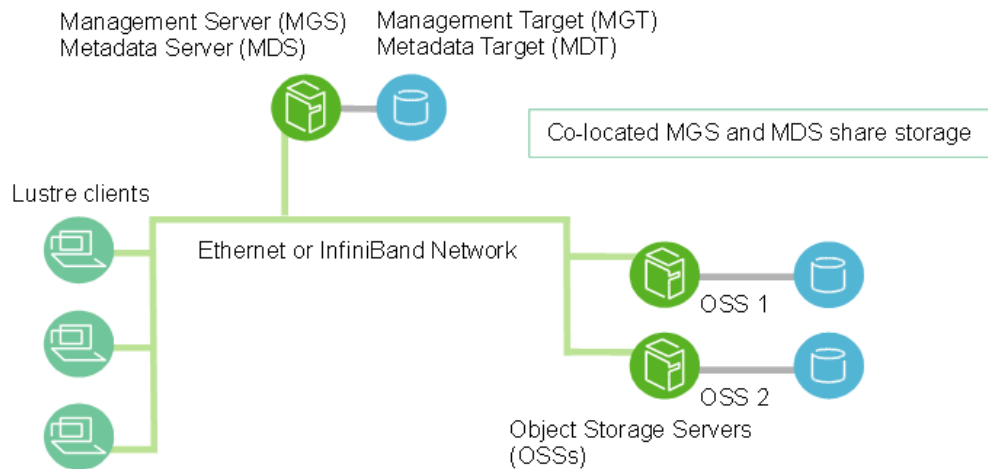 Management Server (MGS)
Metadata Server (MDS)
Management Target (MGT)
Metadata Target (MDT)
Co-located MGS and MDS share storage
Lustre clients
Ethernet or InfiniBand Network
OSS 1
OSS 2
Object Storage Servers
(OSSs)